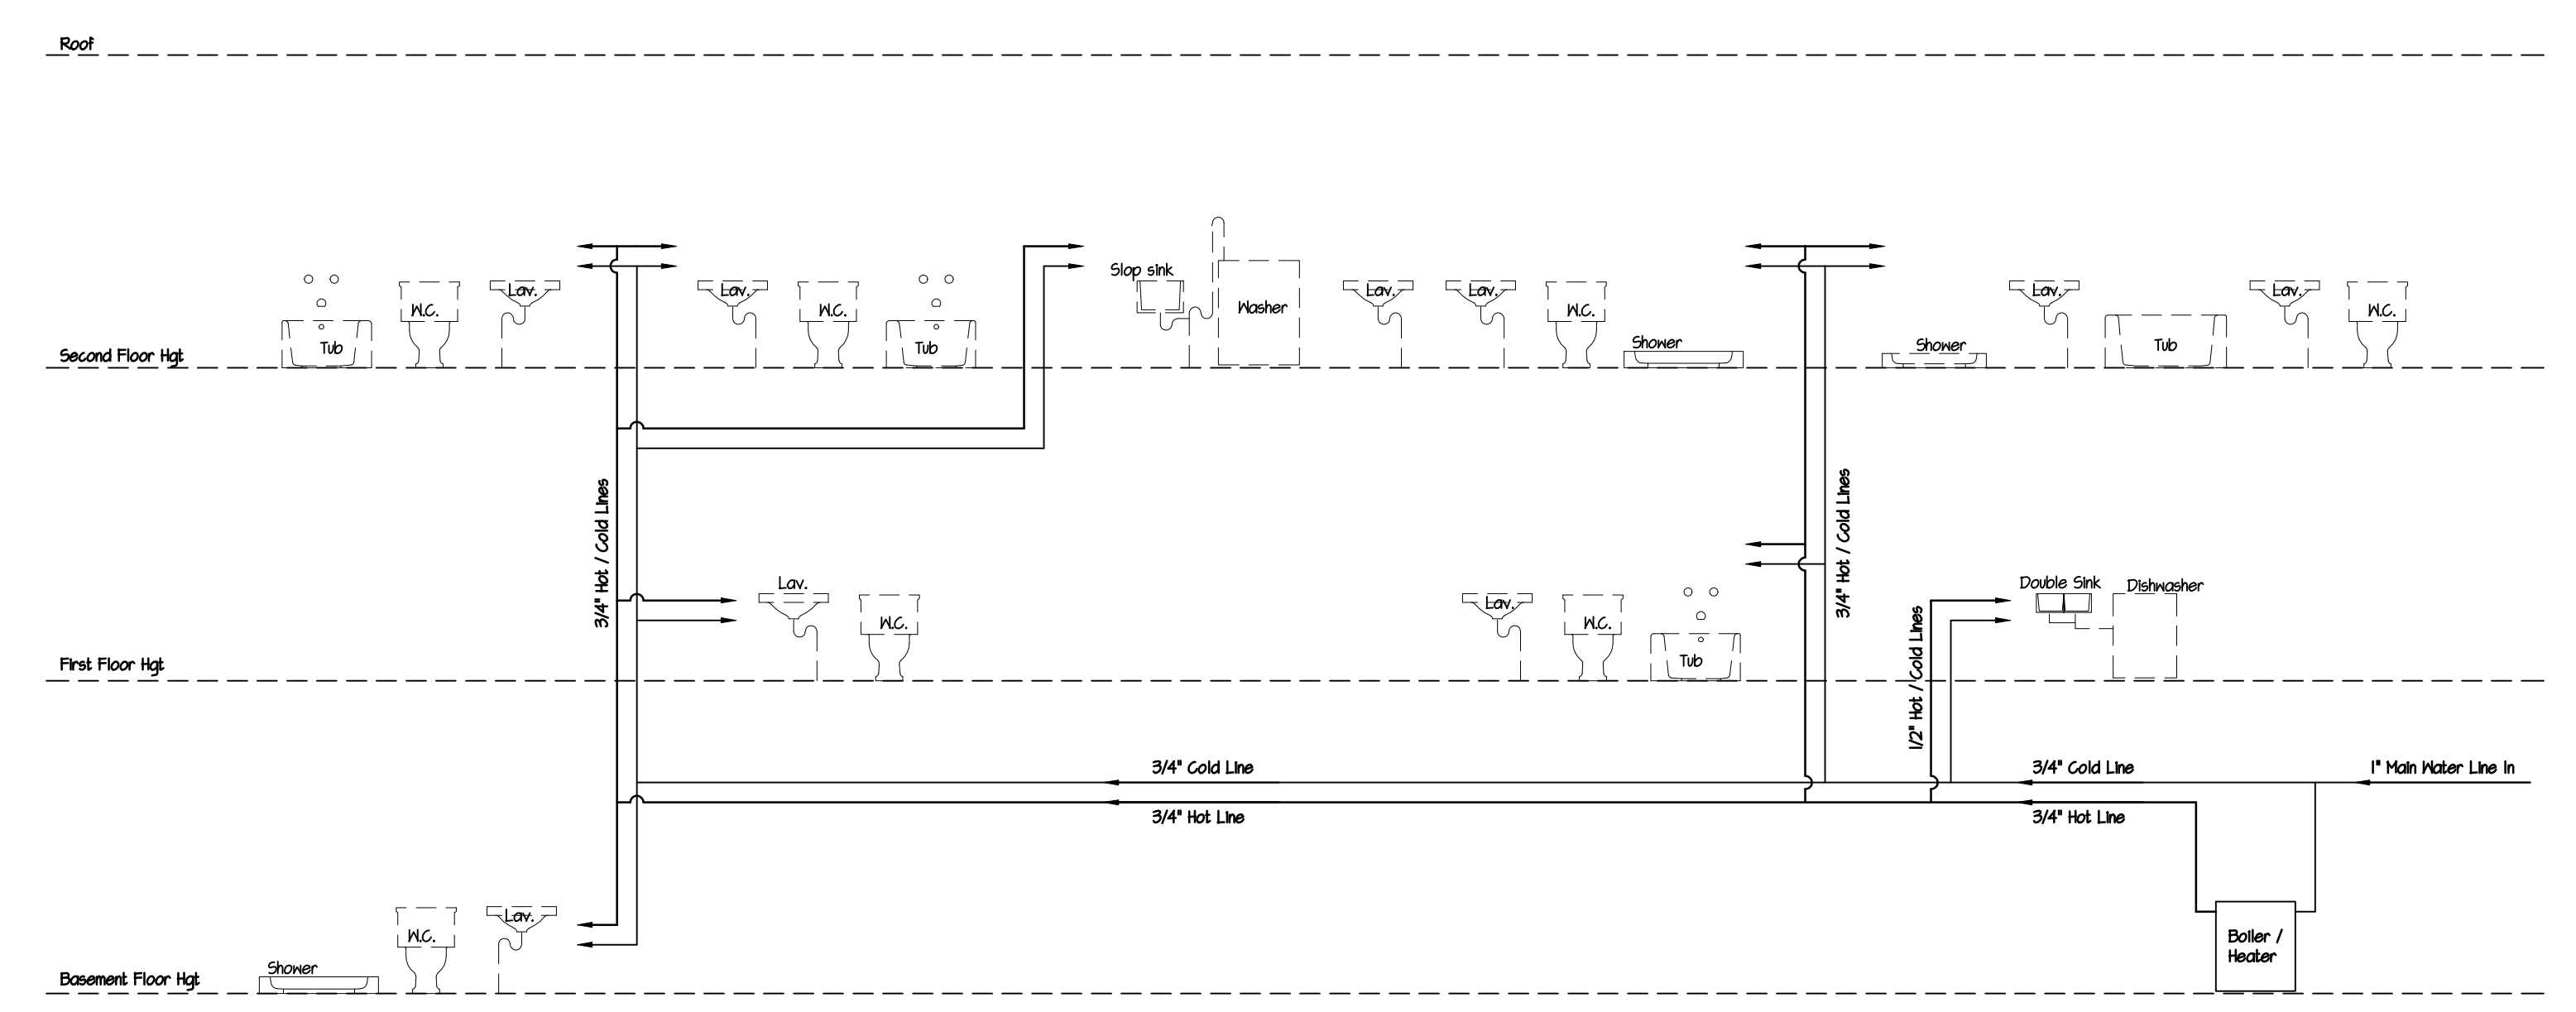 Roof
Slop sink
Lav.
Lav.
Lav.
Lav.
Lav.
Lav.
W.C.
W.C.
Washer
W.C.
W.C.
Tub
Tub
Shower
Shower
Tub
Second Floor Hgt
3/4" Hot / Cold Lines
3/4" Hot / Cold Lines
Lav.
Double Sink
Dishwasher
Lav.
W.C.
W.C.
Tub
First Floor Hgt
1/2" Hot / Cold Lines
3/4" Cold Line
3/4" Cold Line
1" Main Water Line In
3/4" Hot Line
3/4" Hot Line
Lav.
W.C.
Boiler /
Heater
Shower
Basement Floor Hgt